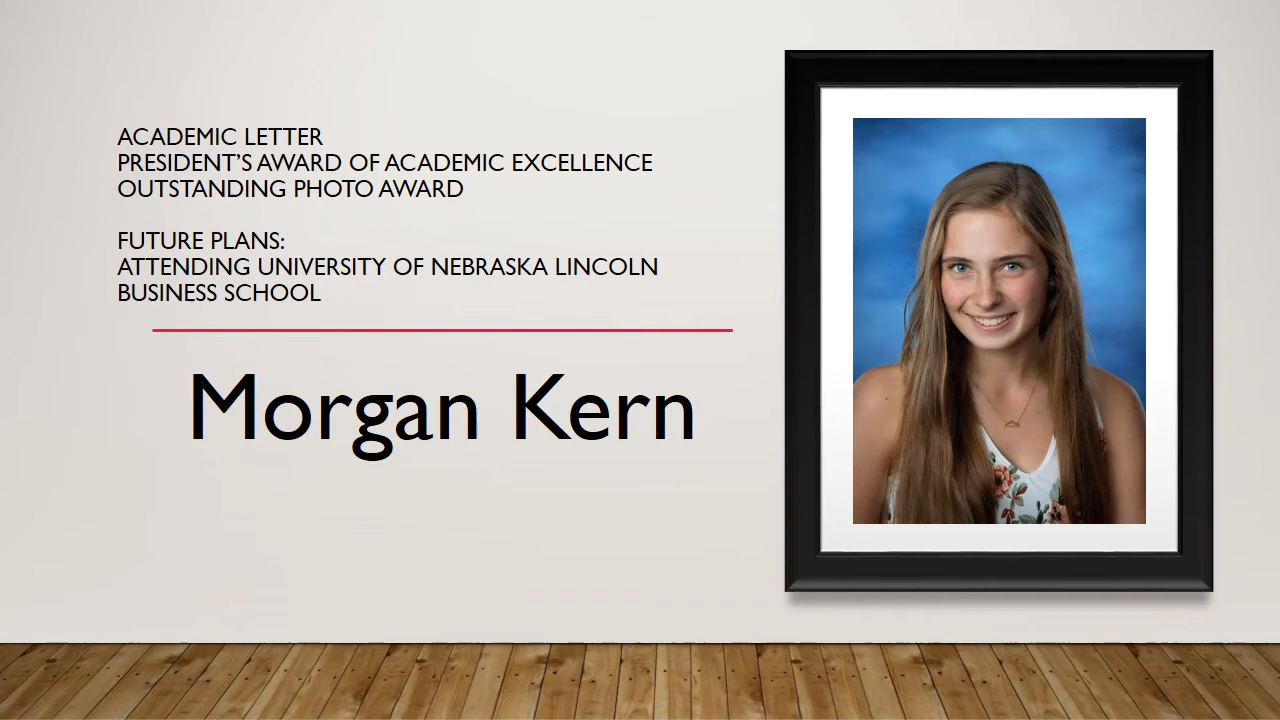 ACADEMIC LETTER
PRESIDENT'S AWARD OF ACADEMIC EXCELLENCE
OUTSTANDING PHOTO AWARD
FUTURE PLANS:
ATTENDING UNIVERSITY OF NEBRASKA LINCOLN
BUSINESS SCHOOL
Morgan Kern